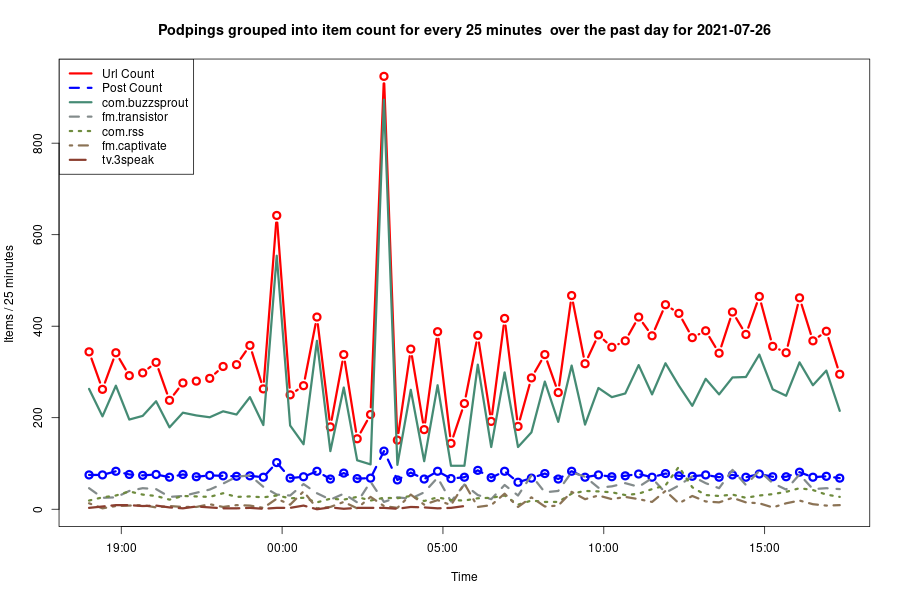 Podpings grouped into item count for every 25 minutes  over the past day for 2021-07-26
Url Count
Post Count
com.buzzsprout
fm.transistor
com.rss
fm.captivate
tv.3speak
Items / 25 minutes
800
600
400
200
0
19:00 00:00 05:00 10:00 15:00
Time